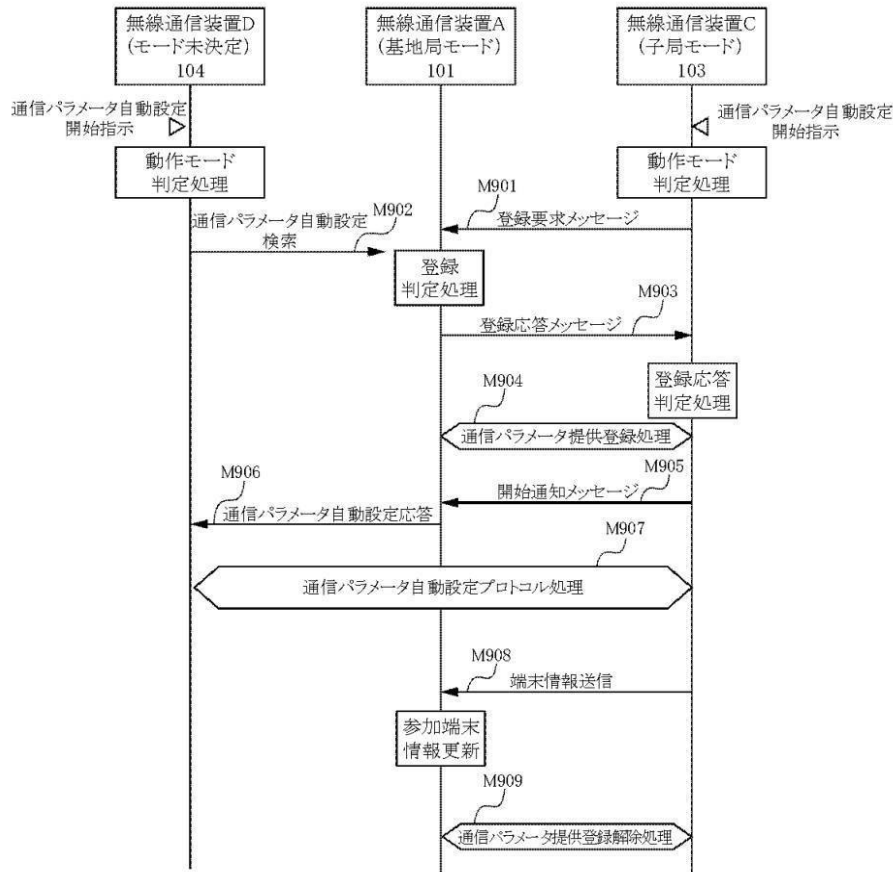 無線通信装置D
(モード未決定)
104
無線通信装置A
(基地局モード)
101
無線通信装置C
(子局モード)
103
通信パラメータ自動設定
開始指示
通信パラメータ自動設定
開始指示
動作モード
判定処理
動作モード
判定処理
M901
登録要求メッセージ
通信パラメータ自動設定
検索
M902
登録
判定処理
M903
登録応答メッセージ
登録応答
判定処理
M904
通信パラメータ提供登録処理
M905
開始通知メッセージ
M906
通信パラメータ自動設定応答
M907
通信パラメータ自動設定プロトコル処理
M908
端末情報送信
参加端末
情報更新
M909
通信パラメータ提供登録解除処理